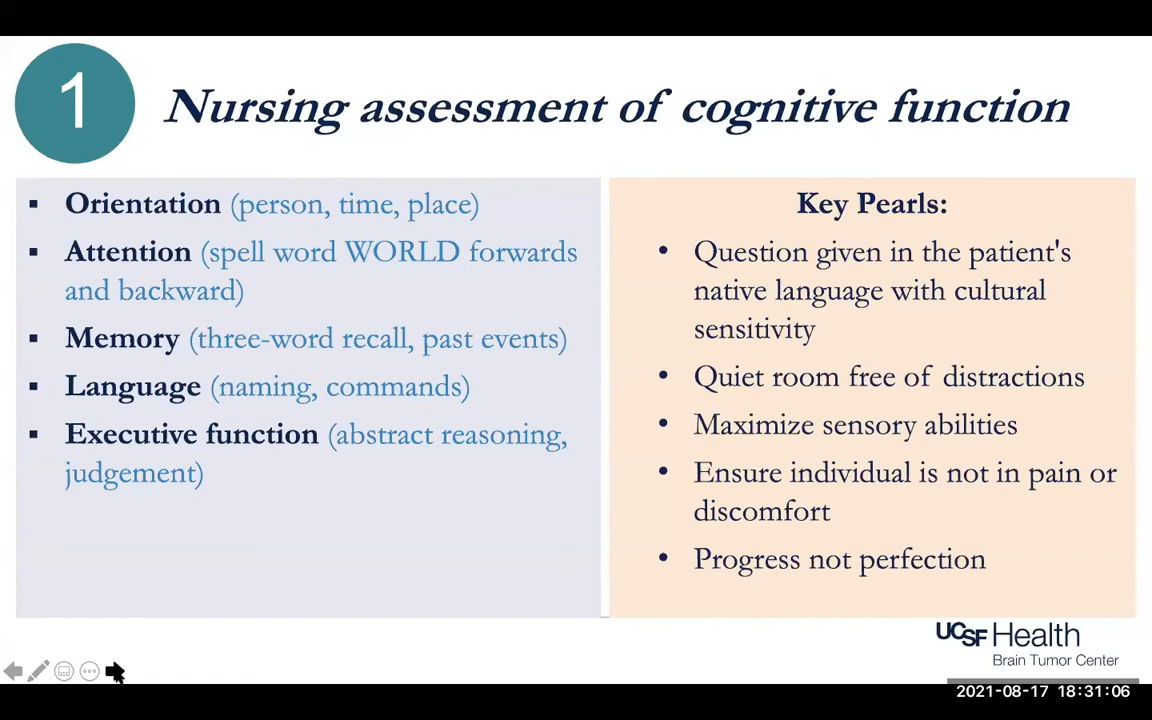 1
Nursing assessment of cognitive function
▪ Orientation (person, time, place)
▪ Attention (spell word WORLD forwards
and backward)
▪ Memory (three-word recall, past events)
▪ Language (naming, commands)
▪ Executive function (abstract reasoning,
judgement)
Key Pearls:
• Question given in the patient's
native language with cultural
sensitivity
• Quiet room free of distractions
• Maximize sensory abilities
• Ensure individual is not in pain or
discomfort
• Progress not perfection
UCSF Health
Brain Tumor Center
2021-08-17 18:31:06